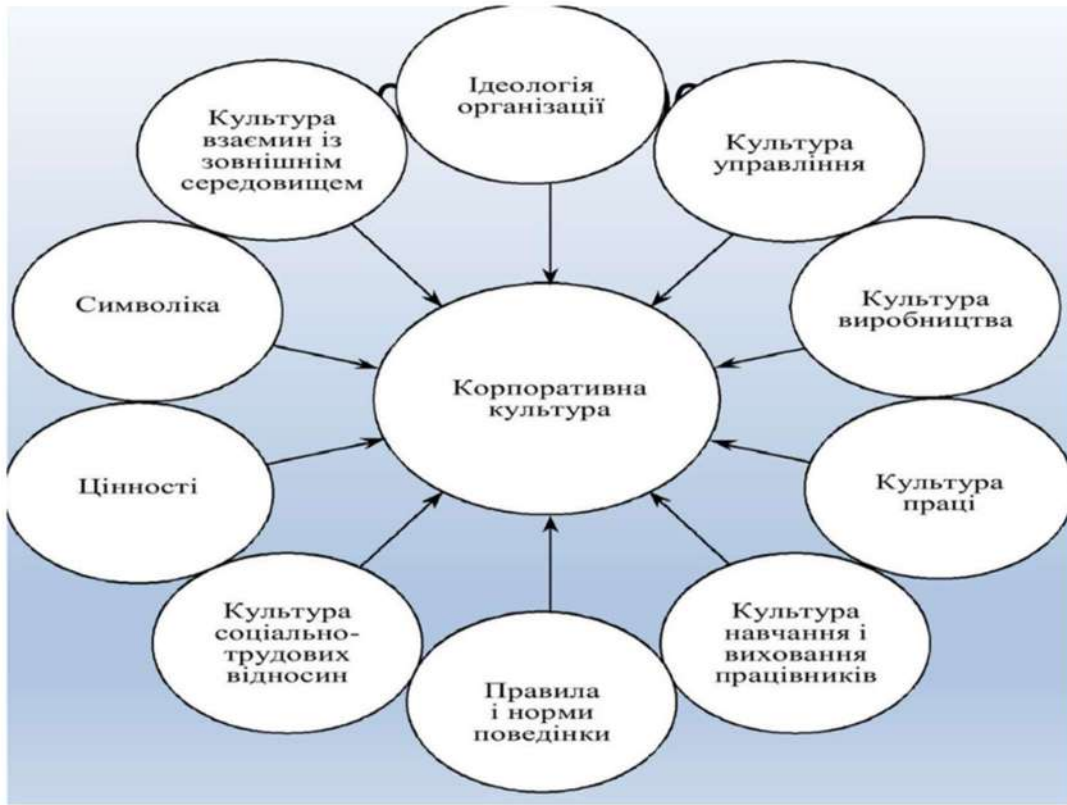 Ідеологія
організації
Культура
управління
Культура
виробництва
Культура
праці
Культура
навчання і
виховання
працівників
Правила
і норми
поведінки
Культура
соціально-
трудових
відносин
Цінності
Символіка
Культура
взаємин із
зовнішнім
середовищем
Корпоративна
культура